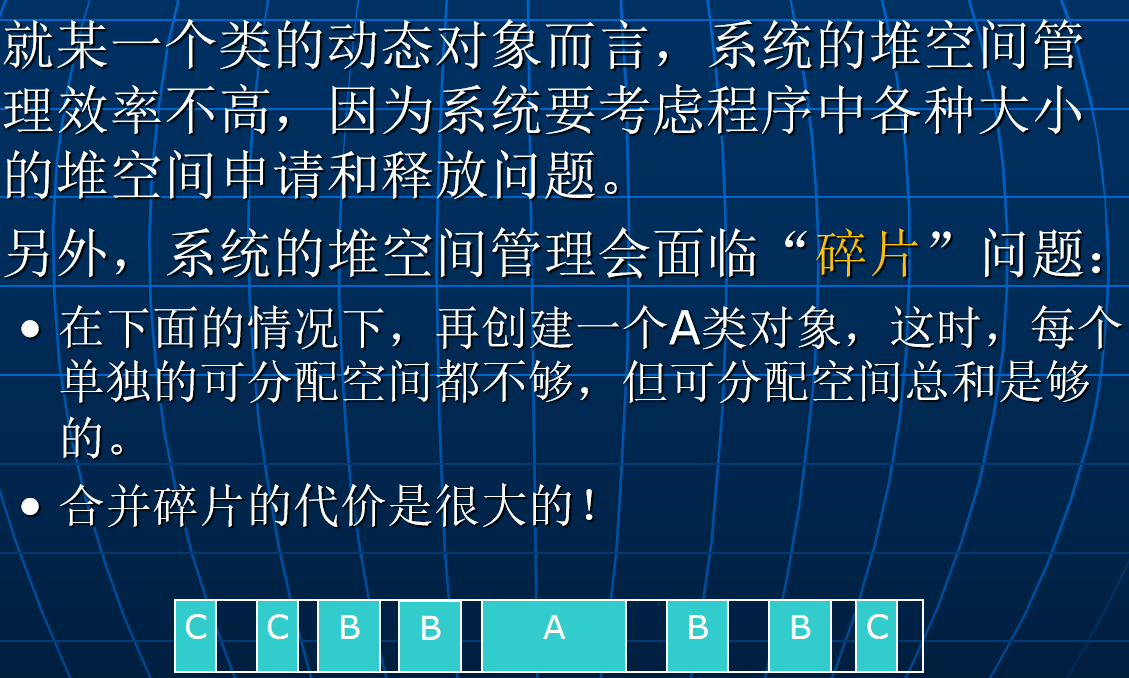 就某一个类的动态对象而言，系统的堆空间管
理效率不高，因为系统要考虑程序中各种大小
的堆空间申请和释放问题。
另外，系统的堆空间管理会面临“碎片”问题：
• 在下面的情况下，再创建一个A类对象，这时，每个
单独的可分配空间都不够，但可分配空间总和是够
的。
• 合并碎片的代价是很大的！
C C B B A B B C